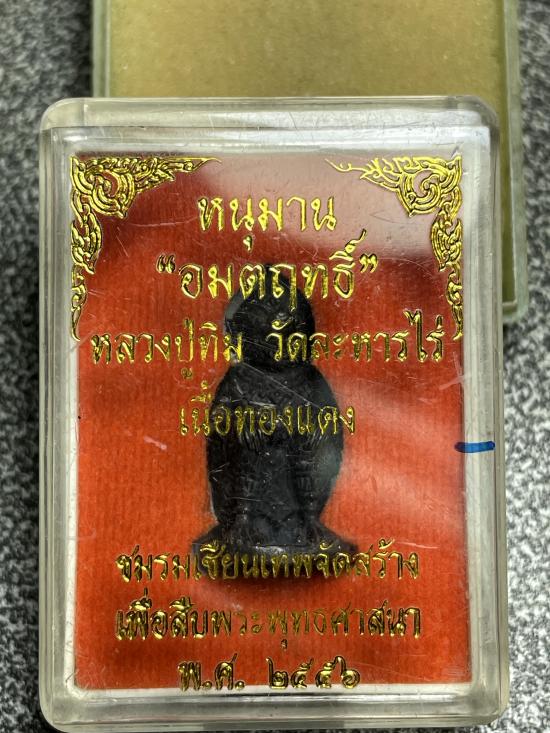 หนุมาน
“อมตฤทธิ์”
หลวงปู่ทิม วัดละหารไร่
เนื้อทองแดง
ชมรมเซียนเทพจัดสร้าง
เพื่อสืบพระพุทธศาสนา
พ.ศ. ๒๕๕๖